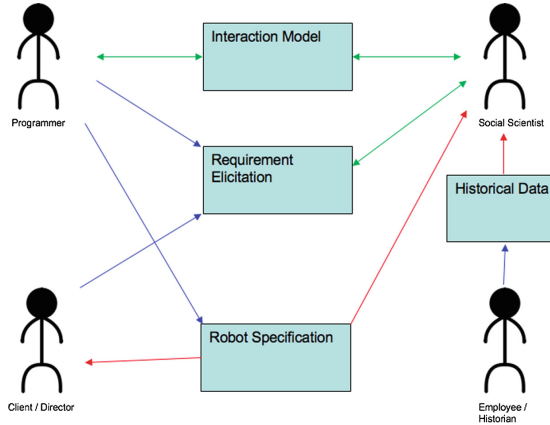 Interaction Model
Programmer
Social Scientist
Requirement
Elicitation
Historical Data
Robot Specification
Client / Director
Employee /
Historian